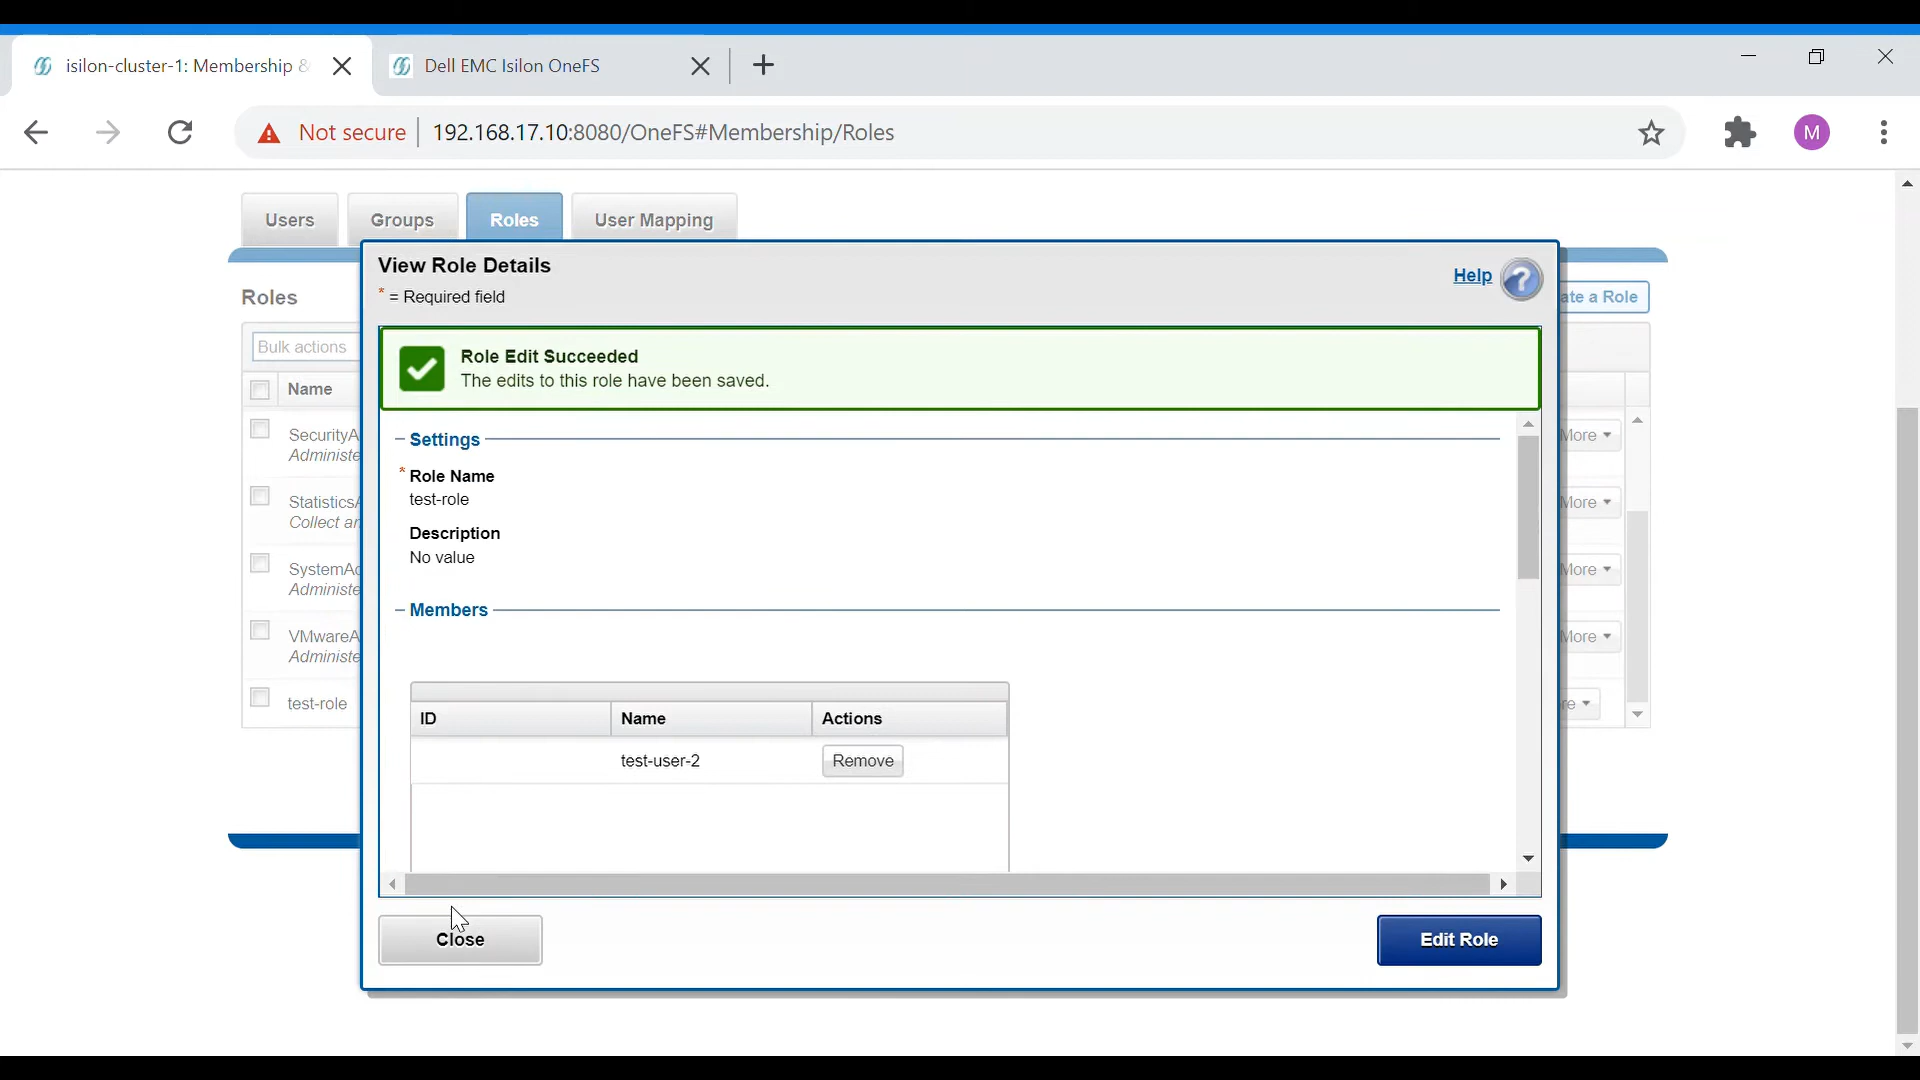 isilon-cluster-1: Membership &
Dell EMC Isilon OneFS
Not secure
192.168.17.10:8080/OneFS#Membership/Roles
M
Users
Groups
Roles
User Mapping
View Role Details
* = Required field
Help
?
Roles
ate a Role
Bulk actions
Role Edit Succeeded
The edits to this role have been saved.
Name
SecurityA
Administe
More
Settings
* Role Name
test-role
StatisticsA
Collect an
More
Description
No value
SystemAd
Administe
More
Members
VMwareA
Administe
More
test-role
re
ID
Name
Actions
test-user-2
Remove
Close
Edit Role